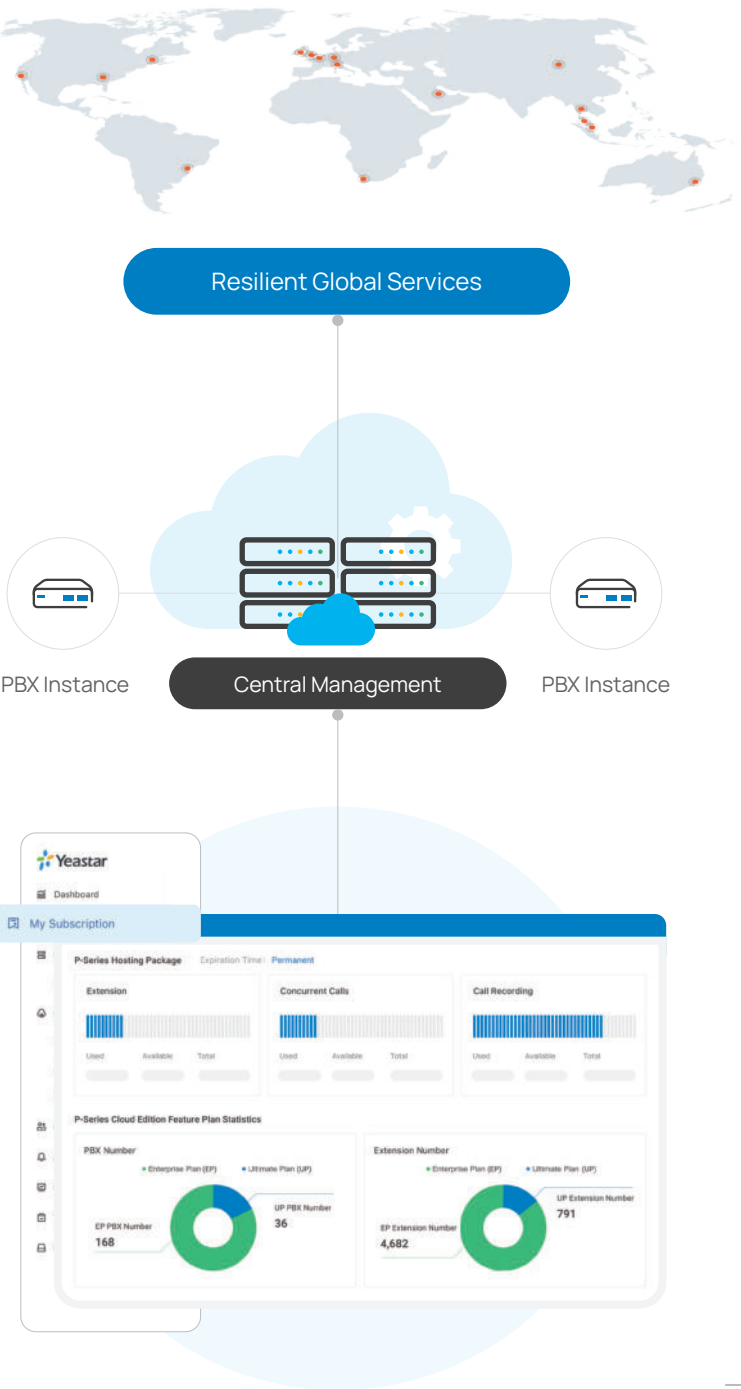 Resilient Global Services
PBX Instance
Central Management
PBX Instance
Yeastar
Dashboard
My Subscription
P-Series Hosting Package Expiration Time: Permanent
Extension
Used Available Total
Concurrent Calls
Used Available Total
Call Recording
Used Available Total
P-Series Cloud Edition Feature Plan Statistics
PBX Number
Enterprise Plan (EP) Ultimate Plan (UP)
UP PBX Number
36
EP PBX Number
168
Extension Number
Enterprise Plan (EP) Ultimate Plan (UP)
UP Extension Number
791
EP Extension Number
4,682